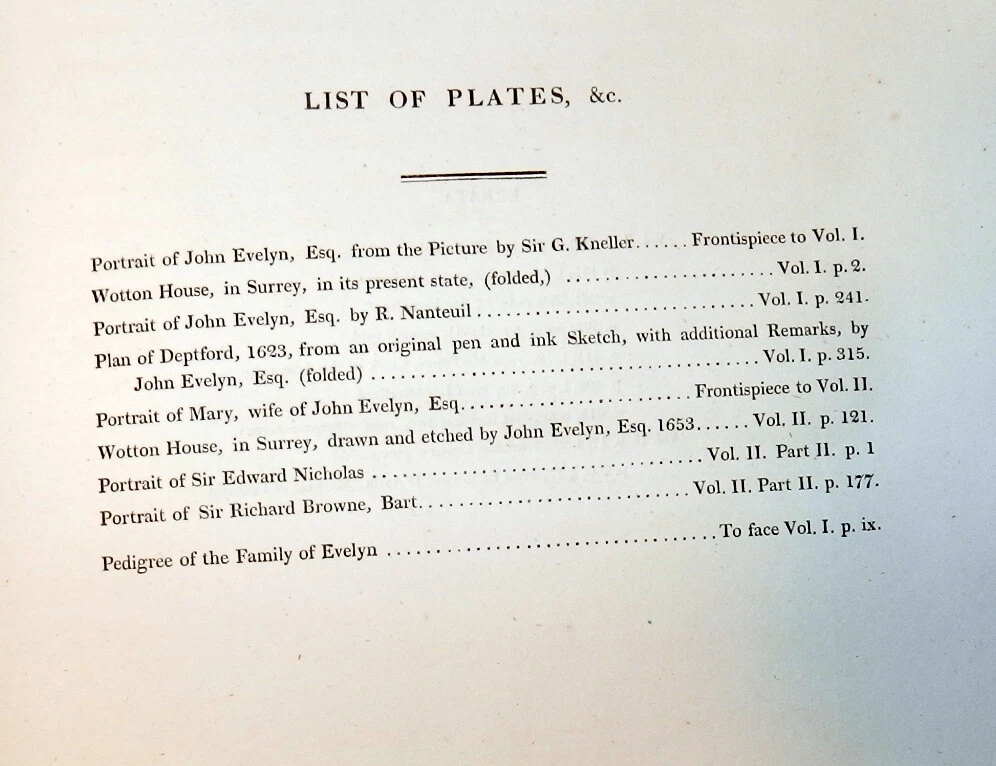 LIST OF PLATES, &c.
Portrait of John Evelyn, Esq. from the Picture by Sir G. Kneller...... Frontispiece to Vol. I.
Wotton House, in Surrey, in its present state, (folded,) ................. Vol. I. p. 2.
Portrait of John Evelyn, Esq. by R. Nanteuil ............................ Vol. I. p. 241.
Plan of Deptford, 1623, from an original pen and ink Sketch, with additional Remarks, by
John Evelyn, Esq. (folded) ....................................... Vol. I. p. 315.
Portrait of Mary, wife of John Evelyn, Esq....................... Frontispiece to Vol. II.
Wotton House, in Surrey, drawn and etched by John Evelyn, Esq. 1653...... Vol. II. p. 121.
Portrait of Sir Edward Nicholas .................................. Vol. II. Part II. p. 1
Portrait of Sir Richard Browne, Bart........................... Vol. II. Part II. p. 177.
Pedigree of the Family of Evelyn .................................. To face Vol. I. p. ix.